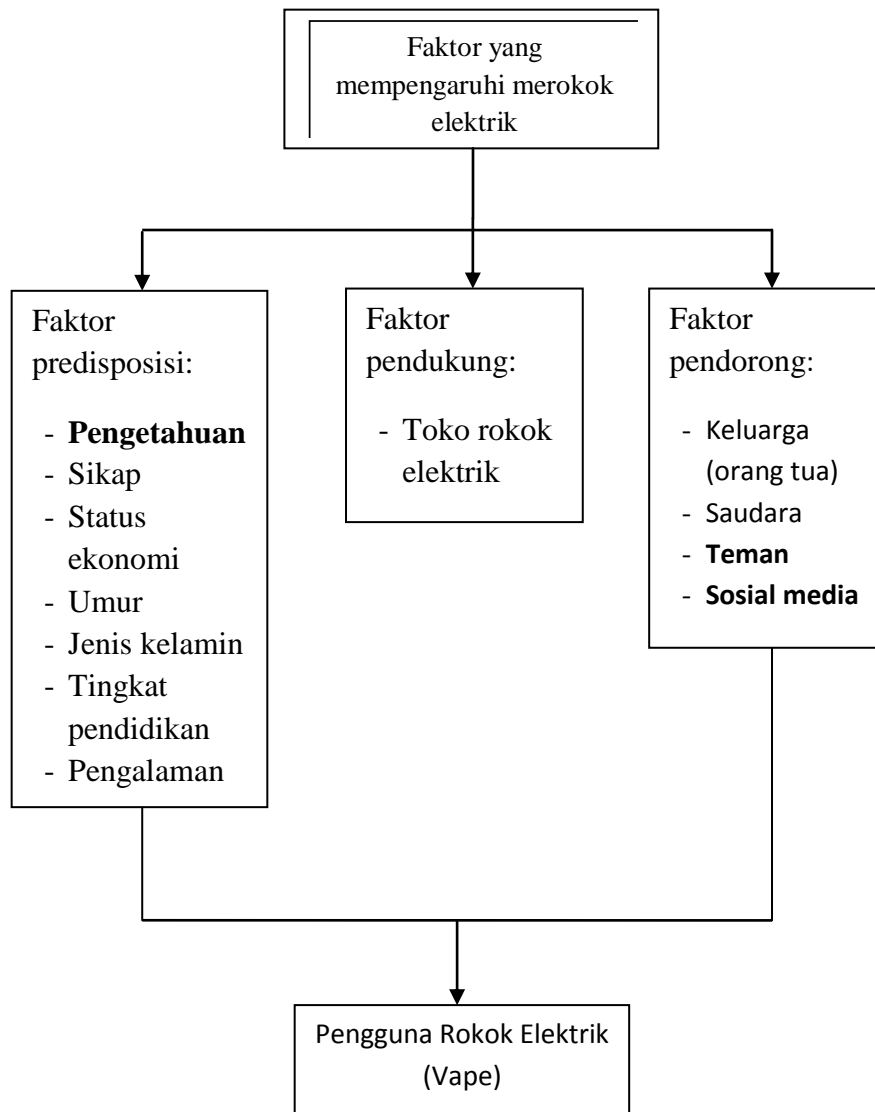 Faktor yang
mempengaruhi merokok
elektrik
Faktor
predisposisi:
- Pengetahuan
- Sikap
- Status
ekonomi
- Umur
- Jenis kelamin
- Tingkat
pendidikan
- Pengalaman
Faktor
pendukung:
- Toko rokok
elektrik
Faktor
pendorong:
- Keluarga
(orang tua)
- Saudara
- Teman
- Sosial media
Pengguna Rokok Elektrik
(Vape)